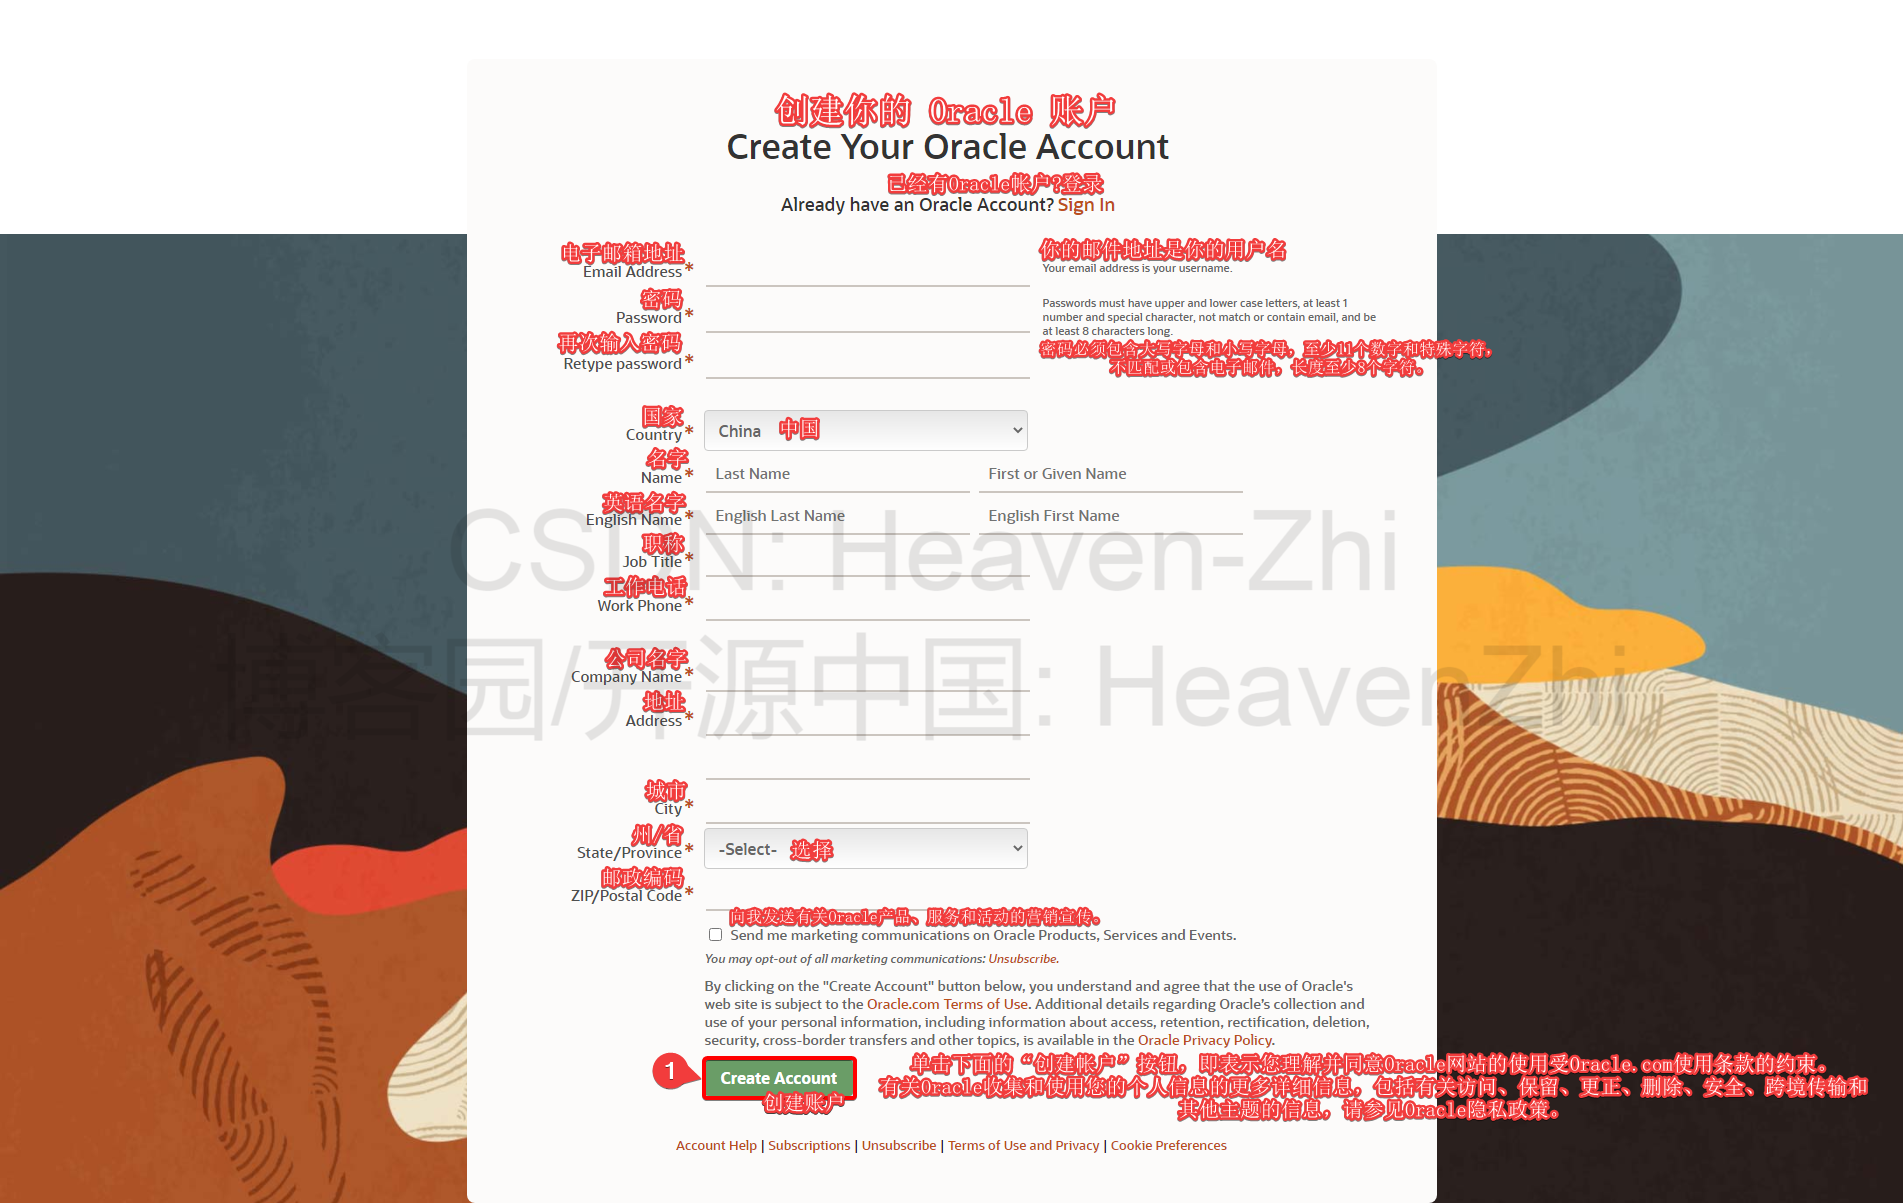 创建你的 Oracle 账户
Create Your Oracle Account
已经有Oracle帐户?登录
Already have an Oracle Account? Sign In
电子邮箱地址
Email Address *
你的邮件地址是你的用户名
Your email address is your username.
密码
Password *
Passwords must have upper and lower case letters, at least 1
number and special character, not match or contain email, and be
at least 8 characters long.
再次输入密码
Retype password *
密码必须包含大写字母和小写字母，至少11个数字和特殊字符，
不匹配或包含电子邮件，长度至少8个字符。
国家
Country *
China 中国
名字
Name *
Last Name
First or Given Name
英语名字
English Name *
English Last Name
English First Name
CSDN: Heaven-Zhi
职称
Job Title *
工作电话
Work Phone *
博客园/开源中国: HeavenZhi
公司名字
Company Name *
地址
Address *
城市
City *
州/省
State/Province *
-Select- 选择
邮政编码
ZIP/Postal Code *
向我发送有关Oracle产品、服务和活动的营销宣传。
Send me marketing communications on Oracle Products, Services and Events.
You may opt-out of all marketing communications: Unsubscribe.
By clicking on the "Create Account" button below, you understand and agree that the use of Oracle's
web site is subject to the Oracle.com Terms of Use. Additional details regarding Oracle’s collection and
use of your personal information, including information about access, retention, rectification, deletion,
security, cross-border transfers and other topics, is available in the Oracle Privacy Policy.
1
Create Account
创建账户
单击下面的“创建帐户”按钮，即表示您理解并同意Oracle网站的使用受Oracle.com使用条款的约束。
有关Oracle收集和使用您的个人信息的更多详细信息，包括有关访问、保留、更正、删除、安全、跨境传输和
其他主题的信息，请参见Oracle隐私政策。
Account Help | Subscriptions | Unsubscribe | Terms of Use and Privacy | Cookie Preferences